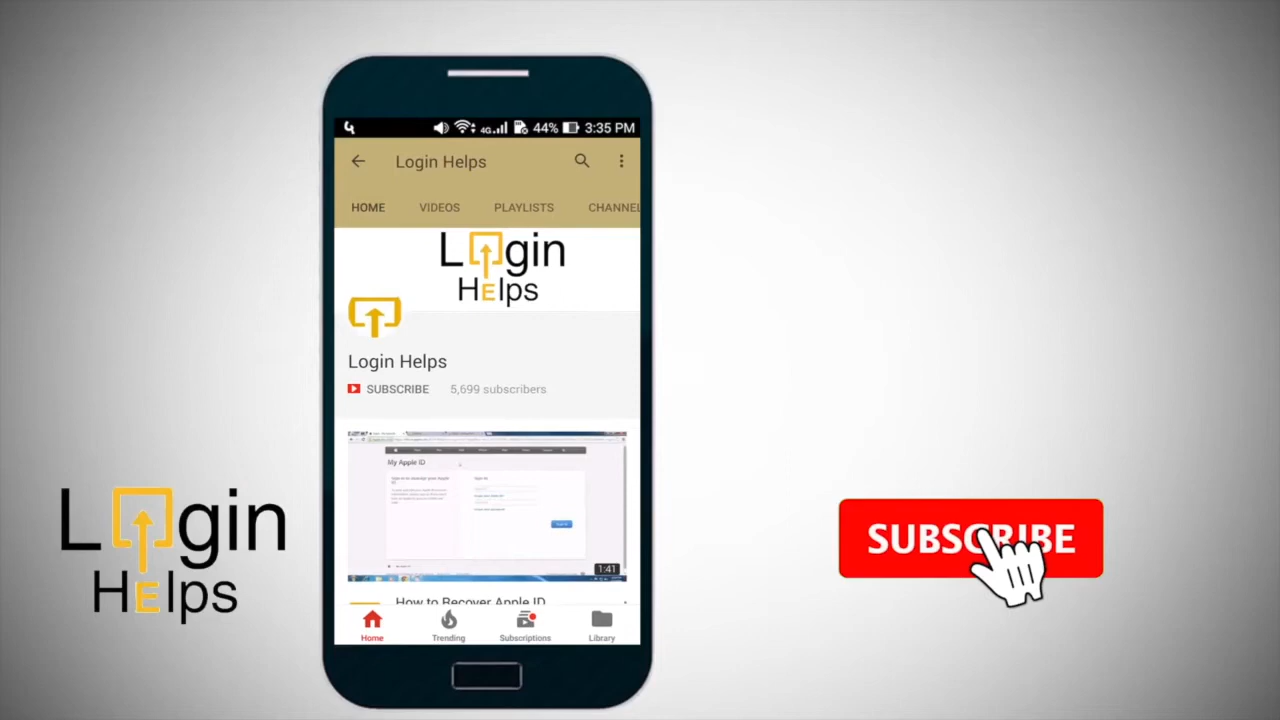 4G 44% 3:35 PM
Login Helps
HOME VIDEOS PLAYLISTS CHANNEL
Login
Helps
Login Helps
SUBSCRIBE 5,699 subscribers
My Apple ID
1:41
How to Recover Apple ID
Home Trending Subscriptions Library
Login
Helps
SUBSCRIBE